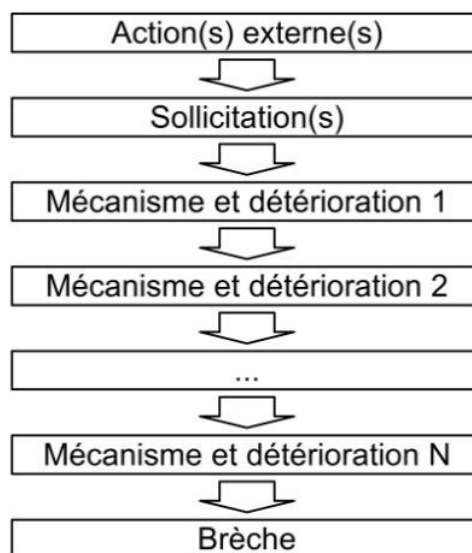 Action(s) externe(s)
Sollicitation(s)
Mécanisme et détérioration 1
Mécanisme et détérioration 2
...
Mécanisme et détérioration N
Brèche